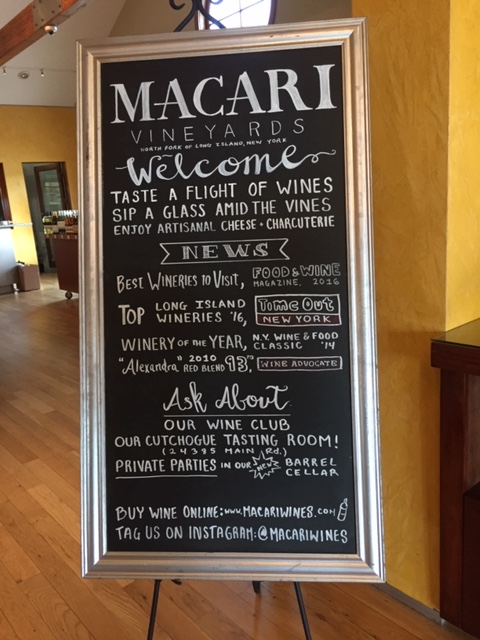 MACARI
VINEYARDS
NORTH FORK OF LONG ISLAND, NEW YORK
Welcome
TASTE A FLIGHT OF WINES
SIP A GLASS AMID THE VINES
ENJOY ARTISANAL CHEESE + CHARCUTERIE
NEWS
BEST WINERIES TO VISIT, FOOD & WINE
MAGAZINE, 2016
TOP LONG ISLAND WINERIES '16, Time Out
NEW YORK
WINERY OF THE YEAR, N.Y. WINE & FOOD
CLASSIC '14
"Alexandra" 2010 RED BLEND 93 PTS, WINE ADVOCATE
Ask About
OUR WINE CLUB
OUR CUTCHOGUE TASTING ROOM!
(24385 MAIN Rd.)
PRIVATE PARTIES IN OUR NEW BARREL
CELLAR
BUY WINE ONLINE: WWW.MACARIWINES.COM
TAG US ON INSTAGRAM: @MACARIWINES